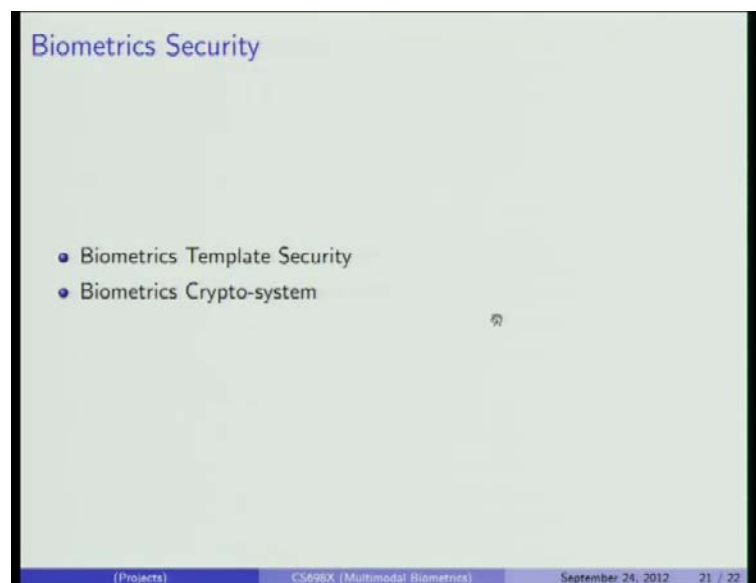 Biometrics Security
Biometrics Template Security
Biometrics Crypto-system
(Projects) CS698X (Multimodal Biometrics) September 24, 2012 21 / 22